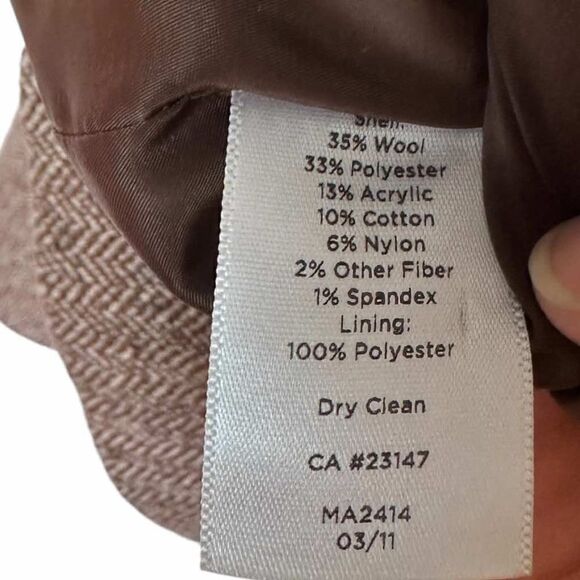 Shell:
35% Wool
33% Polyester
13% Acrylic
10% Cotton
6% Nylon
2% Other Fiber
1% Spandex
Lining:
100% Polyester
Dry Clean
CA #23147
MA2414
03/11